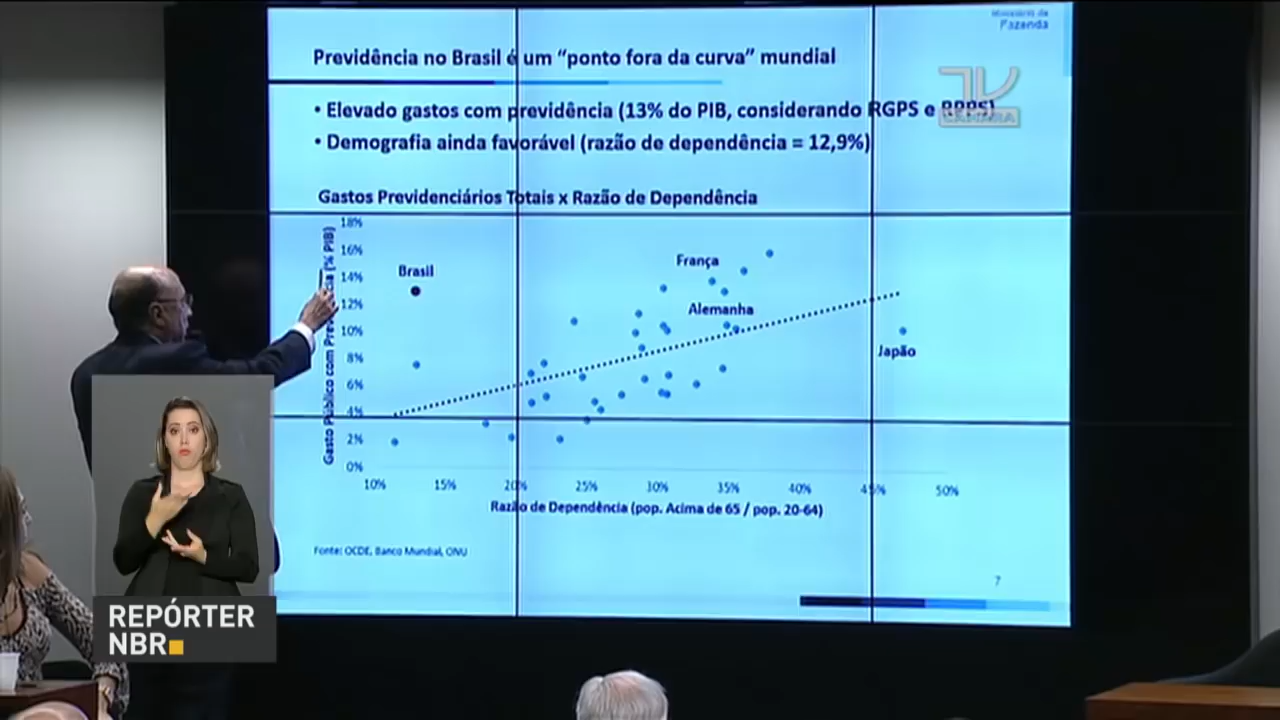 Ministério da
Fazenda
Previdência no Brasil é um “ponto fora da curva” mundial
TV
CÂMARA
• Elevado gastos com previdência (13% do PIB, considerando RGPS e RPPS)
• Demografia ainda favorável (razão de dependência = 12,9%)
Gastos Previdenciários Totais x Razão de Dependência
Gasto Público com Previdência (% PIB)
18%
16%
14%
12%
10%
8%
6%
4%
2%
0%
Brasil
França
Alemanha
Japão
10% 15% 20% 25% 30% 35% 40% 45% 50%
Razão de Dependência (pop. Acima de 65 / pop. 20-64)
Fonte: OCDE, Banco Mundial, ONU
7
REPÓRTER
NBR